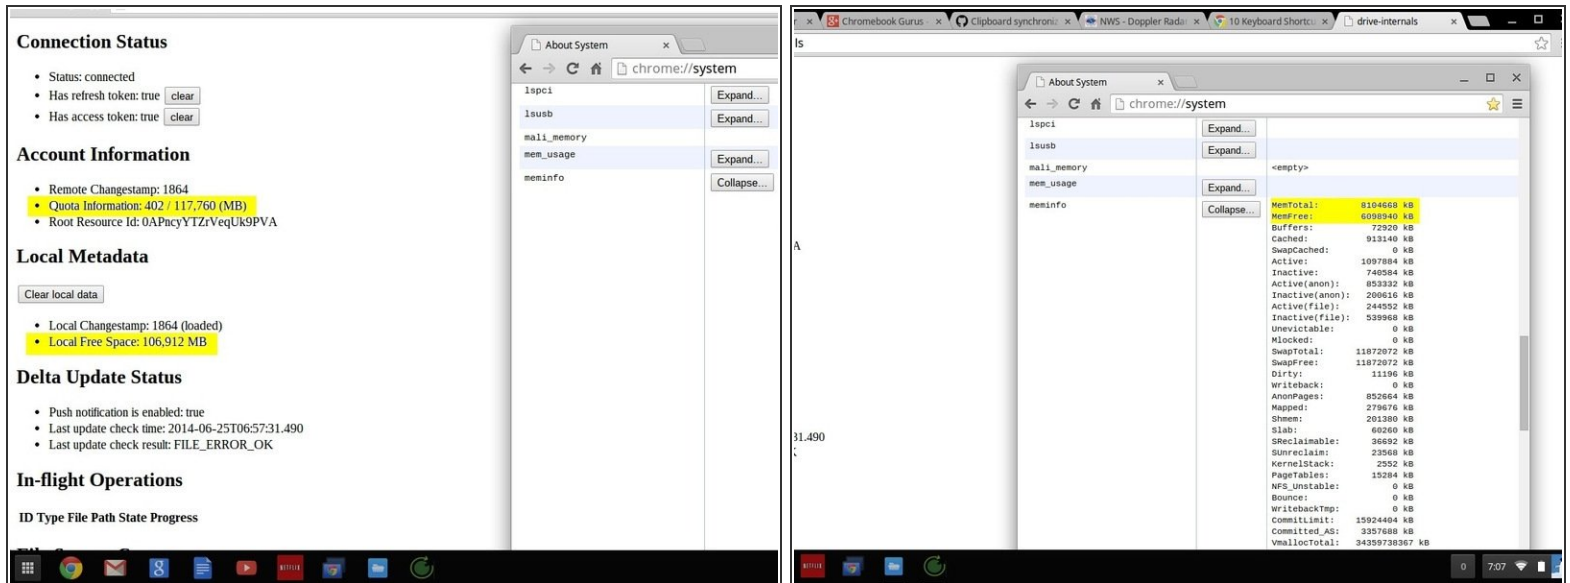 Connection Status
• Status: connected
• Has refresh token: true clear
• Has access token: true clear
Account Information
• Remote Changestamp: 1864
• Quota Information: 402 / 117,760 (MB)
• Root Resource Id: 0APncyYTZrVeqUk9PVA
Local Metadata
Clear local data
• Local Changestamp: 1864 (loaded)
• Local Free Space: 106,912 MB
Delta Update Status
• Push notification is enabled: true
• Last update check time: 2014-06-25T06:57:31.490
• Last update check result: FILE_ERROR_OK
In-flight Operations
ID Type File Path State Progress
About System
chrome://system
lspci Expand...
lsusb Expand...
mali_memory
mem_usage Expand...
meminfo Collapse...
NETFLIX
Chromebook Gurus - Clipboard synchroniz NWS - Doppler Radar 10 Keyboard Shortcu drive-internals
ls
A
31.490
About System
chrome://system
lspci Expand...
lsusb Expand...
mali_memory <empty>
mem_usage Expand...
meminfo Collapse... MemTotal: 8104668 kB
MemFree: 6098940 kB
Buffers: 72920 kB
Cached: 913140 kB
SwapCached: 0 kB
Active: 1097884 kB
Inactive: 740584 kB
Active(anon): 853332 kB
Inactive(anon): 200616 kB
Active(file): 244552 kB
Inactive(file): 539968 kB
Unevictable: 0 kB
Mlocked: 0 kB
SwapTotal: 11872072 kB
SwapFree: 11872072 kB
Dirty: 11196 kB
Writeback: 0 kB
AnonPages: 852664 kB
Mapped: 279676 kB
Shmem: 201380 kB
Slab: 60260 kB
SReclaimable: 36692 kB
SUnreclaim: 23568 kB
KernelStack: 2552 kB
PageTables: 15284 kB
NFS_Unstable: 0 kB
Bounce: 0 kB
WritebackTmp: 0 kB
CommitLimit: 15924404 kB
Committed_AS: 3357688 kB
VmallocTotal: 34359738367 kB
NETFLIX
0 7:07